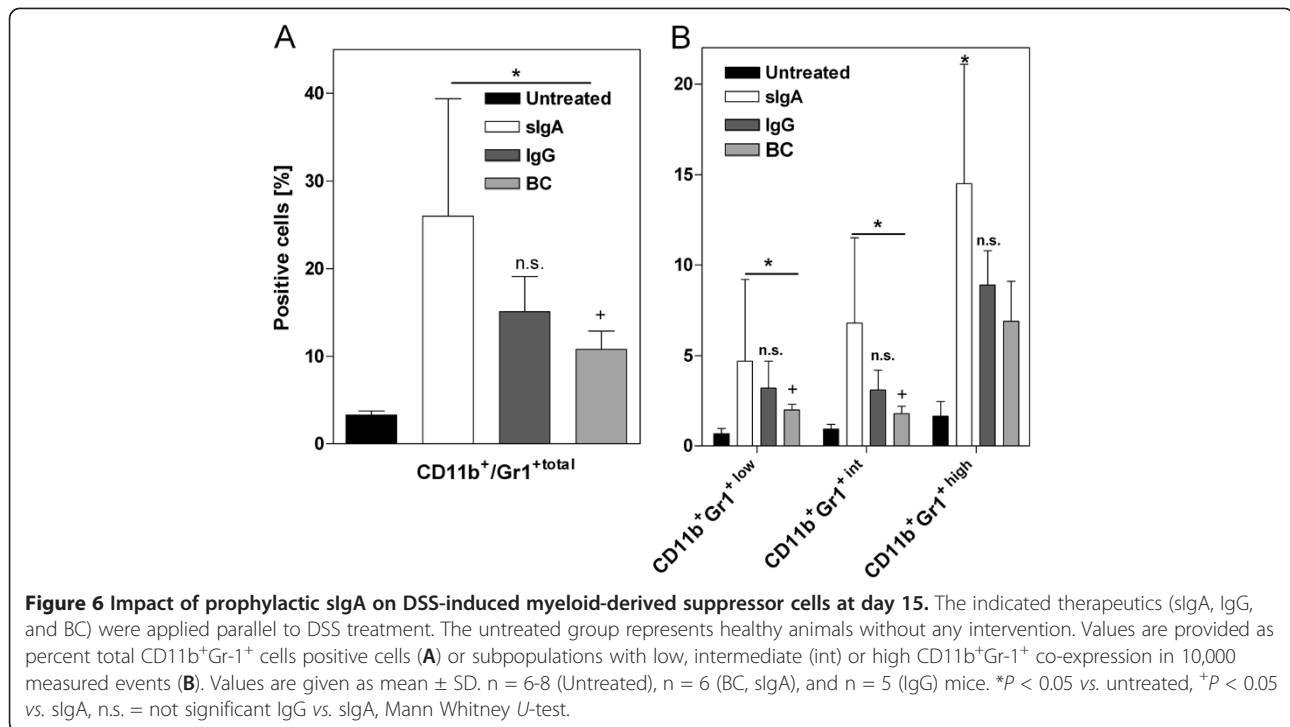 A
*
Untreated
sIgA
IgG
BC
n.s.
+
Positive cells [%]
40
30
20
10
0
CD11b⁺/Gr1⁺ᵗᵒᵗᵃˡ
B
*
Untreated
sIgA
IgG
BC
*
*
n.s.
n.s.
n.s.
+
+
20
15
10
5
0
CD11b⁺Gr1⁺ ˡᵒʷ
CD11b⁺Gr1⁺ ⁱⁿᵗ
CD11b⁺Gr1⁺ ʰⁱᵍʰ
Figure 6 Impact of prophylactic sIgA on DSS-induced myeloid-derived suppressor cells at day 15. The indicated therapeutics (sIgA, IgG,
and BC) were applied parallel to DSS treatment. The untreated group represents healthy animals without any intervention. Values are provided as
percent total CD11b⁺Gr-1⁺ cells positive cells (A) or subpopulations with low, intermediate (int) or high CD11b⁺Gr-1⁺ co-expression in 10,000
measured events (B). Values are given as mean ± SD. n = 6-8 (Untreated), n = 6 (BC, sIgA), and n = 5 (IgG) mice. *P < 0.05 vs. untreated, ⁺P < 0.05
vs. sIgA, n.s. = not significant IgG vs. sIgA, Mann Whitney U-test.